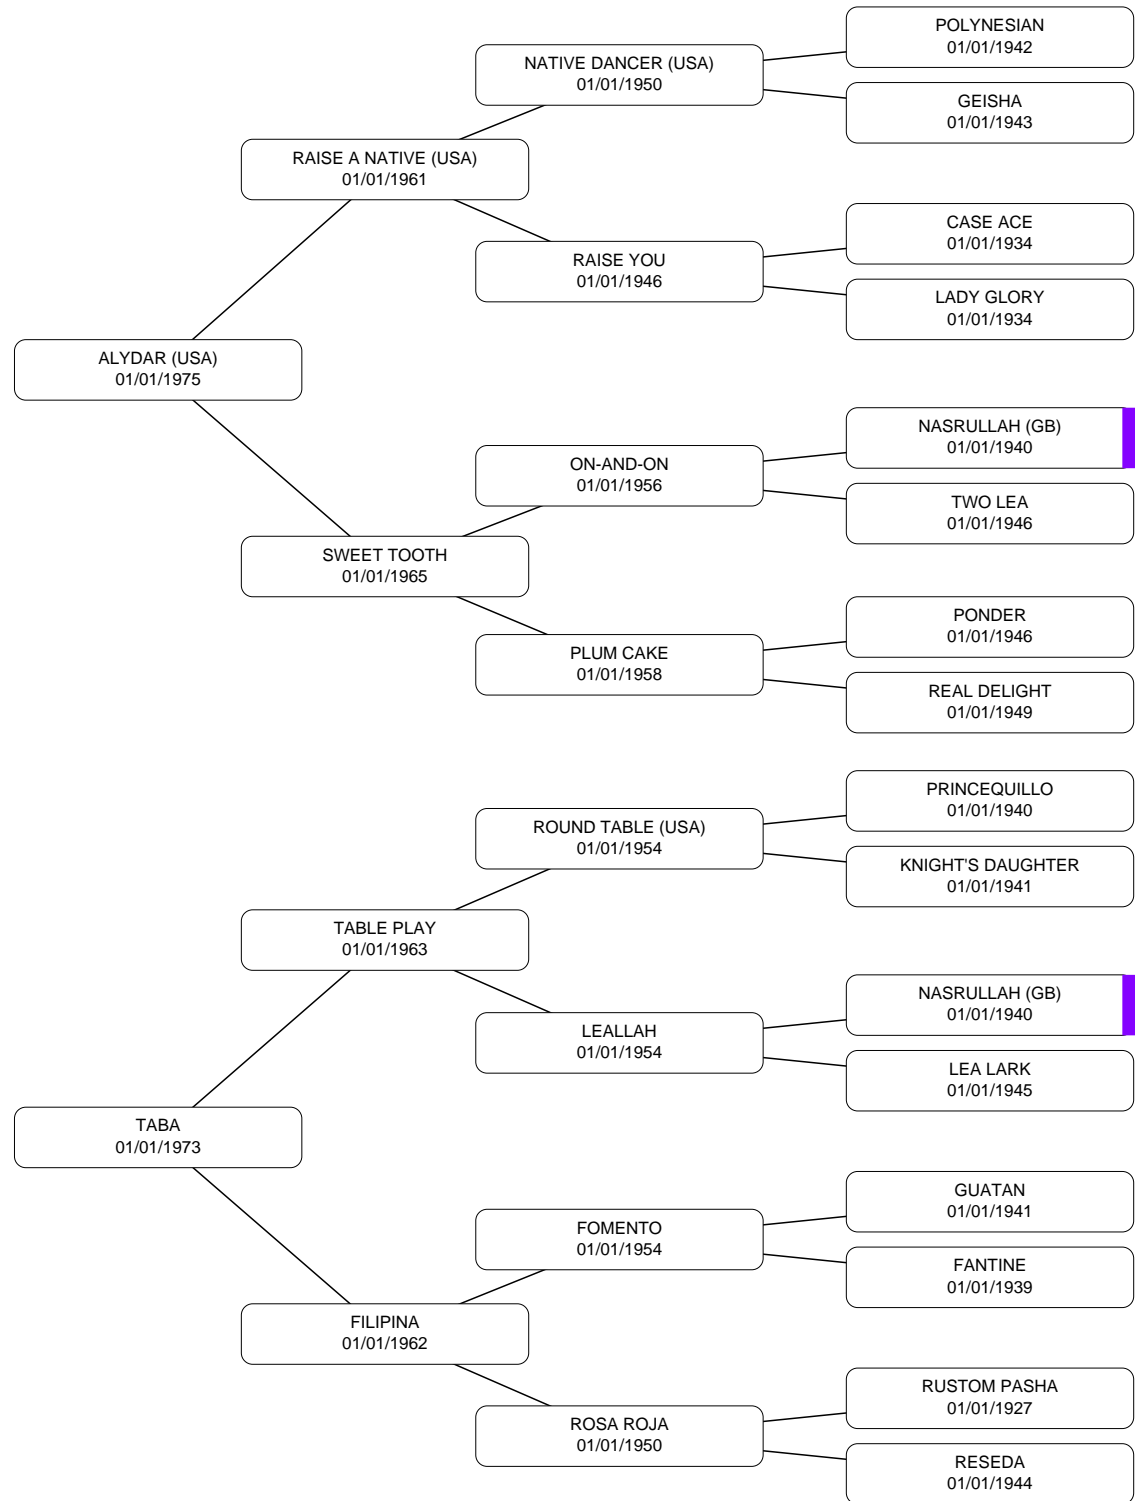 POLYNESIAN
01/01/1942
NATIVE DANCER (USA)
01/01/1950
GEISHA
01/01/1943
RAISE A NATIVE (USA)
01/01/1961
CASE ACE
01/01/1934
RAISE YOU
01/01/1946
LADY GLORY
01/01/1934
ALYDAR (USA)
01/01/1975
NASRULLAH (GB)
01/01/1940
ON-AND-ON
01/01/1956
TWO LEA
01/01/1946
SWEET TOOTH
01/01/1965
PONDER
01/01/1946
PLUM CAKE
01/01/1958
REAL DELIGHT
01/01/1949
PRINCEQUILLO
01/01/1940
ROUND TABLE (USA)
01/01/1954
KNIGHT'S DAUGHTER
01/01/1941
TABLE PLAY
01/01/1963
NASRULLAH (GB)
01/01/1940
LEALLAH
01/01/1954
LEA LARK
01/01/1945
TABA
01/01/1973
GUATAN
01/01/1941
FOMENTO
01/01/1954
FANTINE
01/01/1939
FILIPINA
01/01/1962
RUSTOM PASHA
01/01/1927
ROSA ROJA
01/01/1950
RESEDA
01/01/1944